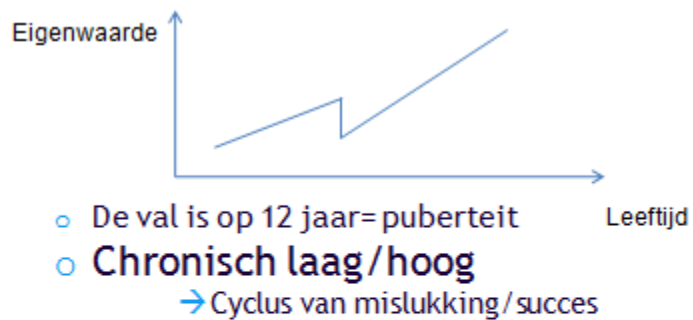 Eigenwaarde
De val is op 12 jaar= puberteit
Leeftijd
Chronisch laag/hoog
→ Cyclus van mislukking/succes